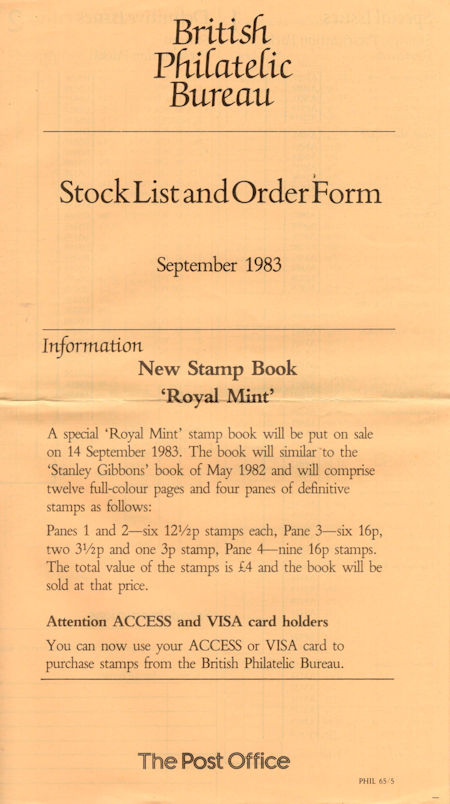 British
Philatelic
Bureau
Stock List and Order Form
September 1983
Information
New Stamp Book
‘Royal Mint’
A special ‘Royal Mint’ stamp book will be put on sale
on 14 September 1983. The book will similar to the
‘Stanley Gibbons’ book of May 1982 and will comprise
twelve full-colour pages and four panes of definitive
stamps as follows:
Panes 1 and 2—six 12½p stamps each, Pane 3—six 16p,
two 3½p and one 3p stamp, Pane 4—nine 16p stamps.
The total value of the stamps is £4 and the book will be
sold at that price.
Attention ACCESS and VISA card holders
You can now use your ACCESS or VISA card to
purchase stamps from the British Philatelic Bureau.
The Post Office
PHIL 65/5